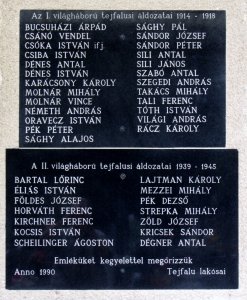 Az I. világháború tejfalusi áldozatai 1914 - 1918
BUCSUHÁZI ÁRPÁD
CSÁNÓ VENDEL
CSÓKA ISTVÁN ifj.
CSIBA ISTVÁN
DÉNES ANTAL
DÉNES ISTVÁN
KARÁCSONY KÁROLY
MOLNÁR MIHÁLY
MOLNÁR VINCE
NÉMETH ANDRÁS
ORAVECZ ISTVÁN
PÉK PÉTER
SÁGHY ALAJOS
SÁGHY PÁL
SÁNDOR JÓZSEF
SÁNDOR PÉTER
SILI ANTAL
SILI JÁNOS
SZABÓ ANTAL
SZEGEDI ANDRÁS
TAKÁCS MIHÁLY
TALI FERENC
TÓTH ISTVÁN
VILÁGI ANDRÁS
RÁCZ KÁROLY
A II. világháború tejfalusi áldozatai 1939 - 1945
BARTAL LŐRINC
ÉLIÁS ISTVÁN
FÖLDES JÓZSEF
HORVÁTH FERENC
KIRCHNER FERENC
KOCSIS ISTVÁN
SCHEILINGER ÁGOSTON
LAJTMAN KÁROLY
MEZZEI MIHÁLY
PÉK DEZSŐ
STREPKA MIHÁLY
ZÖLD JÓZSEF
KRICSEK SÁNDOR
DÉGNER ANTAL
Emléküket kegyelettel megőrizzük
Anno 1990
Tejfalu lakósai